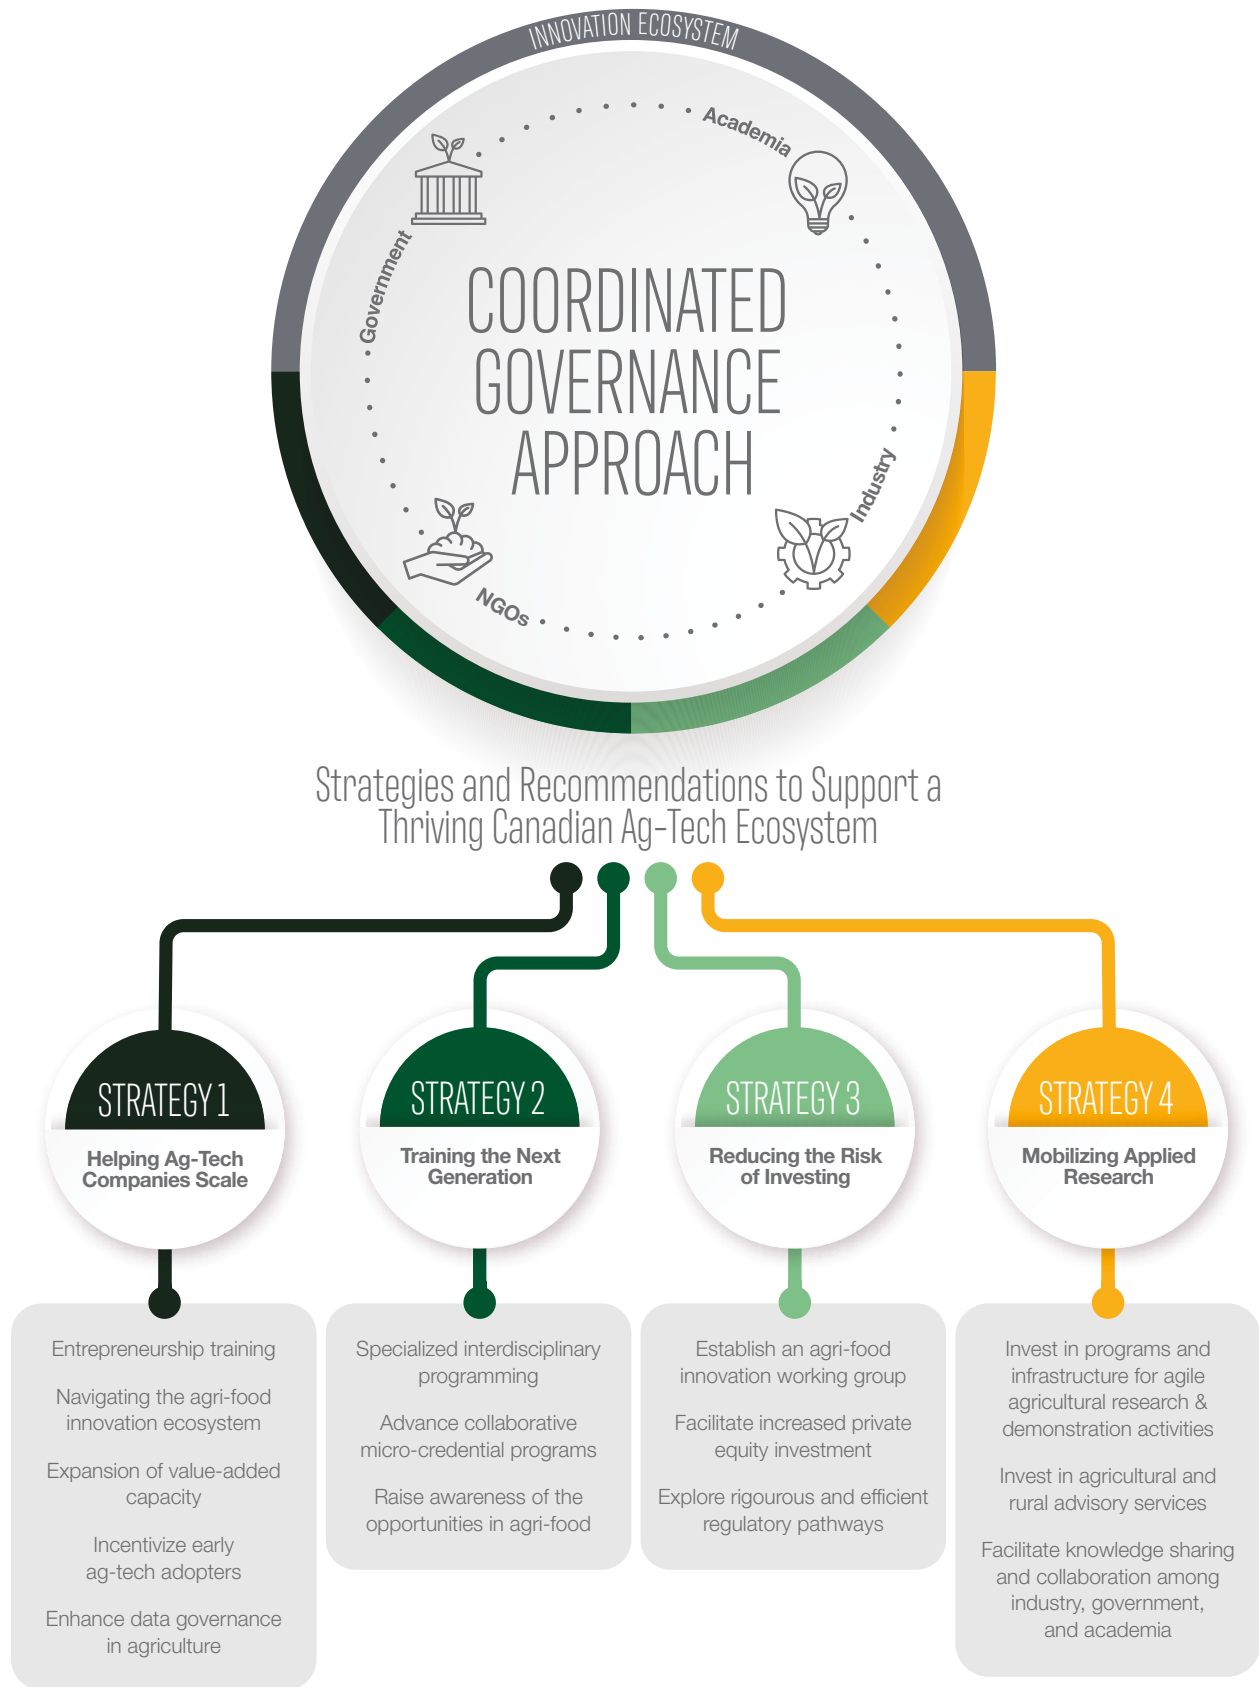 INNOVATION ECOSYSTEM
Academia
Government
COORDINATED
GOVERNANCE
APPROACH
Industry
NGOs
Strategies and Recommendations to Support a
Thriving Canadian Ag-Tech Ecosystem
STRATEGY 1
Helping Ag-Tech
Companies Scale
Entrepreneurship training
Navigating the agri-food
innovation ecosystem
Expansion of value-added
capacity
Incentivize early
ag-tech adopters
Enhance data governance
in agriculture
STRATEGY 2
Training the Next
Generation
Specialized interdisciplinary
programming
Advance collaborative
micro-credential programs
Raise awareness of the
opportunities in agri-food
STRATEGY 3
Reducing the Risk
of Investing
Establish an agri-food
innovation working group
Facilitate increased private
equity investment
Explore rigourous and efficient
regulatory pathways
STRATEGY 4
Mobilizing Applied
Research
Invest in programs and
infrastructure for agile
agricultural research &
demonstration activities
Invest in agricultural and
rural advisory services
Facilitate knowledge sharing
and collaboration among
industry, government,
and academia